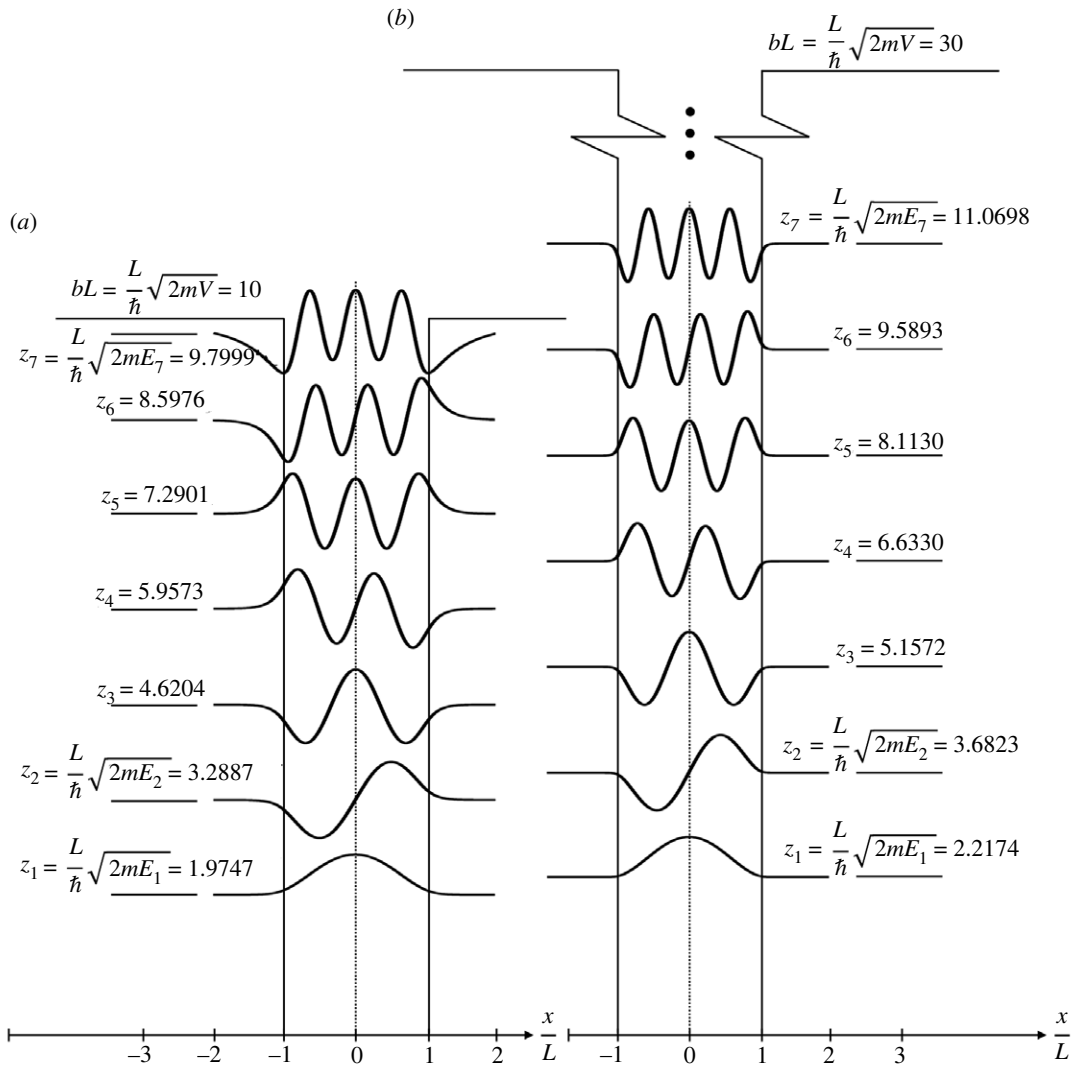 (b)
bL = L/ħ √2mV = 30
z7 = L/ħ √2mE7 = 11.0698
(a)
bL = L/ħ √2mV = 10
z6 = 9.5893
z7 = L/ħ √2mE7 = 9.7999
z6 = 8.5976
z5 = 8.1130
z5 = 7.2901
z4 = 6.6330
z4 = 5.9573
z3 = 5.1572
z3 = 4.6204
z2 = L/ħ √2mE2 = 3.6823
z2 = L/ħ √2mE2 = 3.2887
z1 = L/ħ √2mE1 = 2.2174
z1 = L/ħ √2mE1 = 1.9747
–3 –2 –1 0 1 2 x/L
–1 0 1 2 3 x/L